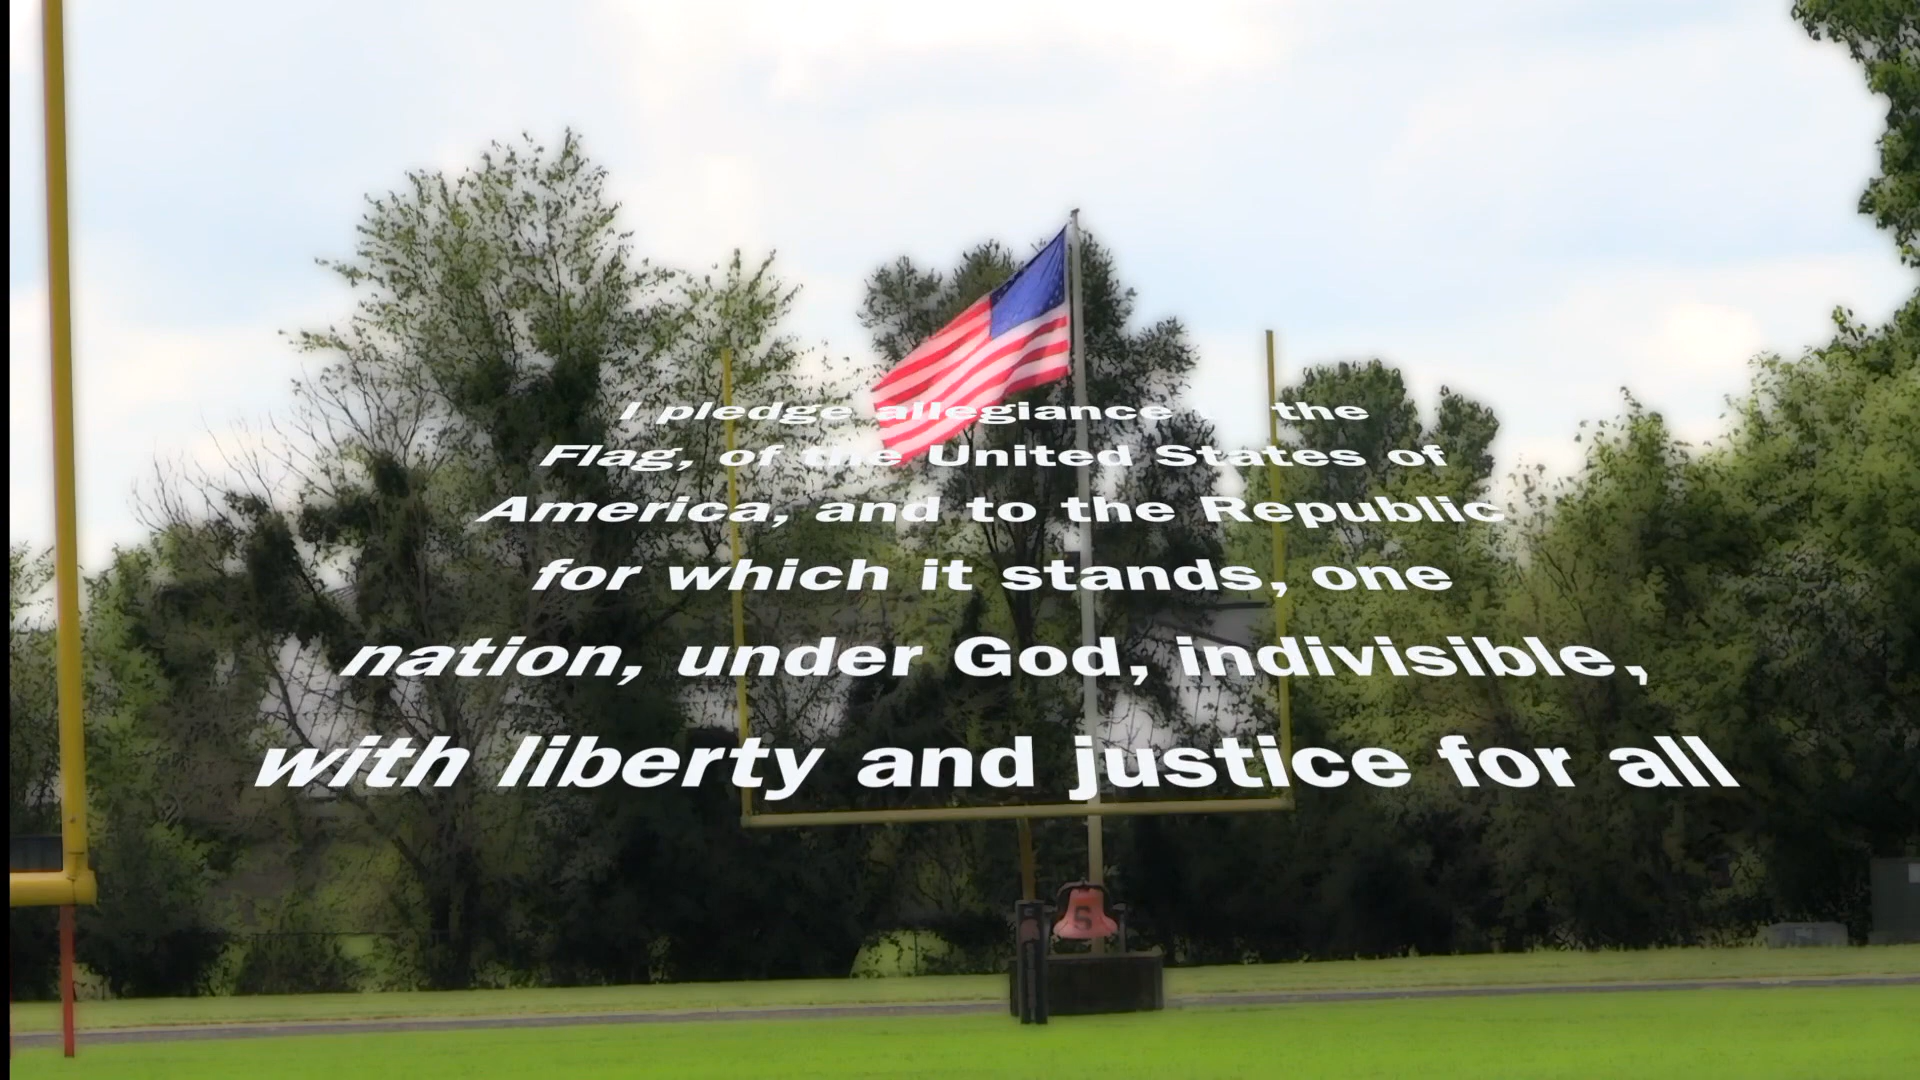 I pledge allegiance the
Flag, of the United States of
America, and to the Republic
for which it stands, one
nation, under God, indivisible,
with liberty and justice for all
S